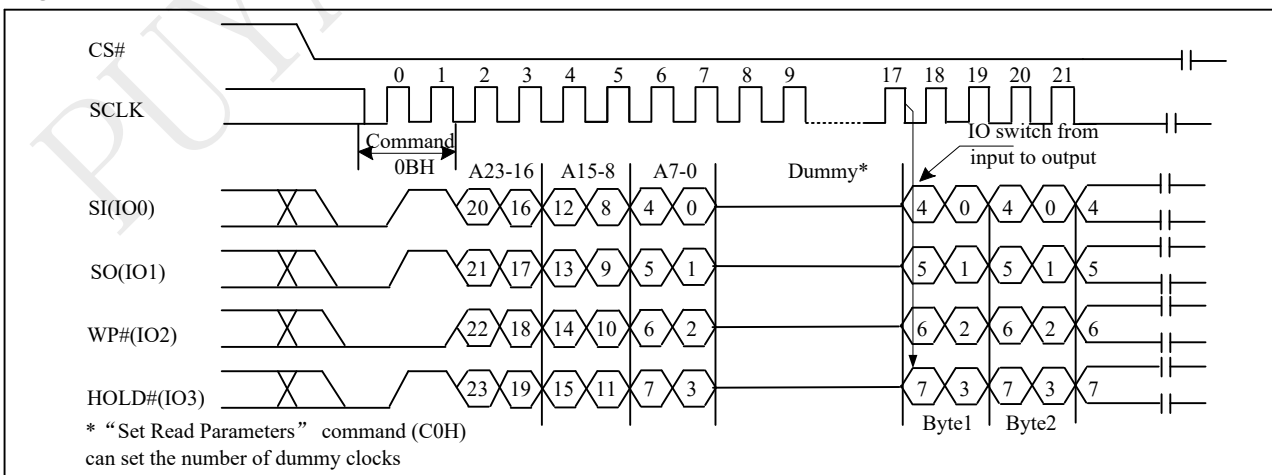 PUYA
CS#
0 1 2 3 4 5 6 7 8 9 17 18 19 20 21
SCLK
IO switch from
input to output
Command
0BH
A23-16 A15-8 A7-0 Dummy*
SI(IO0) 20 16 12 8 4 0 4 0 4 0 4
SO(IO1) 21 17 13 9 5 1 5 1 5 1 5
WP#(IO2) 22 18 14 10 6 2 6 2 6 2 6
HOLD#(IO3) 23 19 15 11 7 3 7 3 7 3 7
Byte1 Byte2
* “Set Read Parameters” command (C0H)
can set the number of dummy clocks